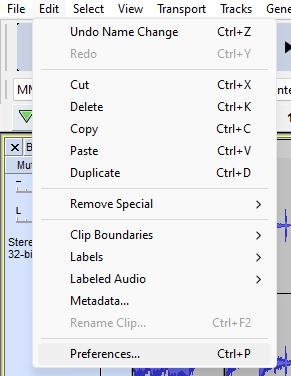 File Edit Select View Transport Tracks
Undo Name Change Ctrl+Z
Redo Ctrl+Y
Cut Ctrl+X
Delete Ctrl+K
Copy Ctrl+C
Paste Ctrl+V
Duplicate Ctrl+D
Remove Special
Clip Boundaries
Labels
Labeled Audio
Metadata...
Rename Clip... Ctrl+F2
Preferences... Ctrl+P